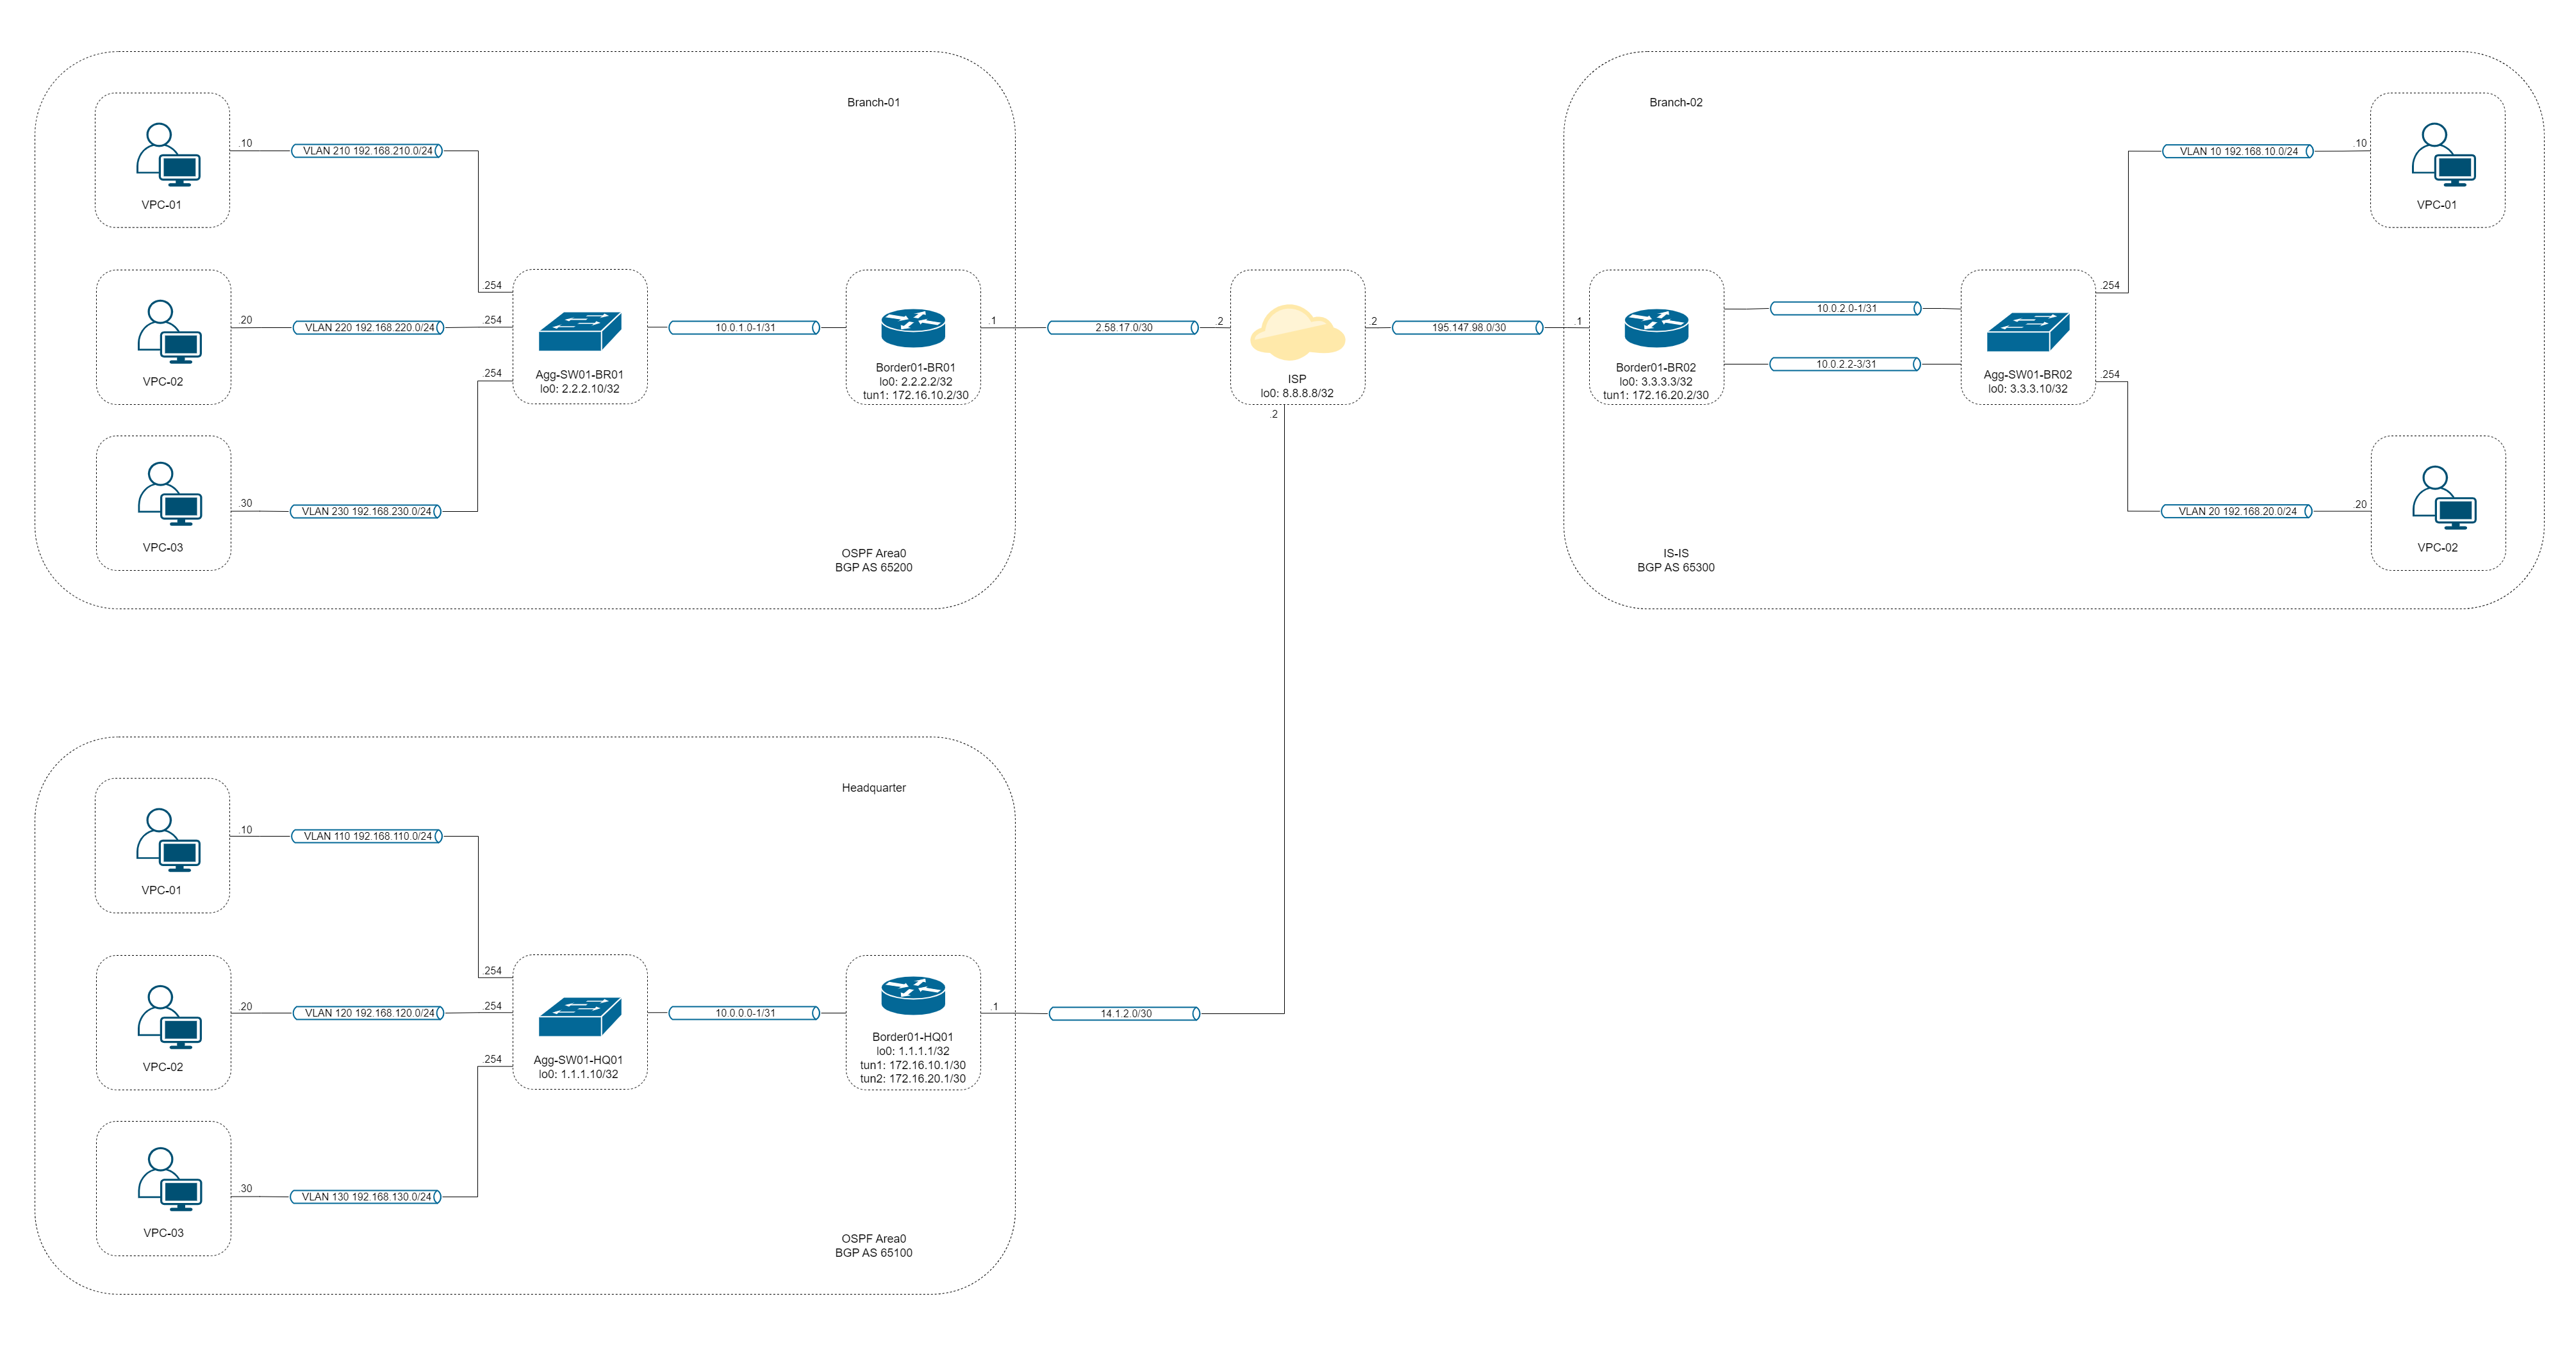 Branch-01
VPC-01
.10
VLAN 210 192.168.210.0/24
.254
VPC-02
.20
VLAN 220 192.168.220.0/24
.254
VPC-03
.30
VLAN 230 192.168.230.0/24
.254
Agg-SW01-BR01
lo0: 2.2.2.10/32
10.0.1.0-1/31
Border01-BR01
lo0: 2.2.2.2/32
tun1: 172.16.10.2/30
OSPF Area0
BGP AS 65200
.1
2.58.17.0/30
.2
ISP
lo0: 8.8.8.8/32
.2
.2
195.147.98.0/30
.1
Branch-02
Border01-BR02
lo0: 3.3.3.3/32
tun1: 172.16.20.2/30
10.0.2.0-1/31
10.0.2.2-3/31
Agg-SW01-BR02
lo0: 3.3.3.10/32
.254
VLAN 10 192.168.10.0/24
.10
VPC-01
.254
VLAN 20 192.168.20.0/24
.20
VPC-02
IS-IS
BGP AS 65300
Headquarter
VPC-01
.10
VLAN 110 192.168.110.0/24
.254
VPC-02
.20
VLAN 120 192.168.120.0/24
.254
VPC-03
.30
VLAN 130 192.168.130.0/24
.254
Agg-SW01-HQ01
lo0: 1.1.1.10/32
10.0.0.0-1/31
Border01-HQ01
lo0: 1.1.1.1/32
tun1: 172.16.10.1/30
tun2: 172.16.20.1/30
.1
14.1.2.0/30
OSPF Area0
BGP AS 65100